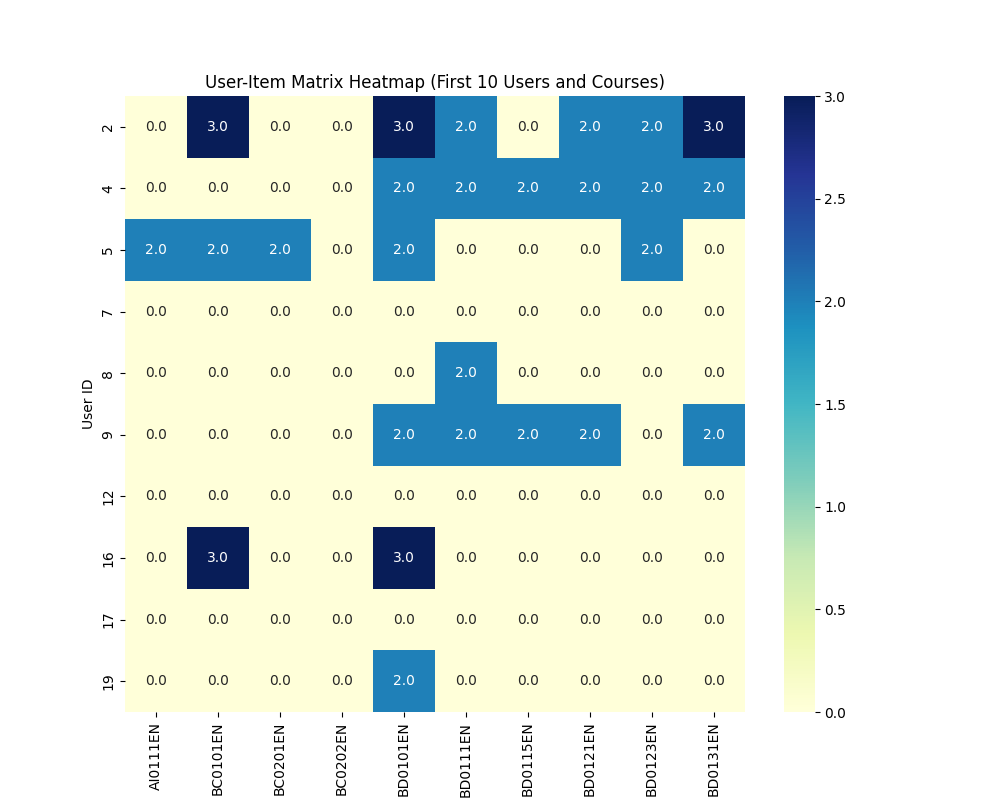 User-Item Matrix Heatmap (First 10 Users and Courses)
User ID
2 0.0 3.0 0.0 0.0 3.0 2.0 0.0 2.0 2.0 3.0
4 0.0 0.0 0.0 0.0 2.0 2.0 2.0 2.0 2.0 2.0
5 2.0 2.0 2.0 0.0 2.0 0.0 0.0 0.0 2.0 0.0
7 0.0 0.0 0.0 0.0 0.0 0.0 0.0 0.0 0.0 0.0
8 0.0 0.0 0.0 0.0 0.0 2.0 0.0 0.0 0.0 0.0
9 0.0 0.0 0.0 0.0 2.0 2.0 2.0 2.0 0.0 2.0
12 0.0 0.0 0.0 0.0 0.0 0.0 0.0 0.0 0.0 0.0
16 0.0 3.0 0.0 0.0 3.0 0.0 0.0 0.0 0.0 0.0
17 0.0 0.0 0.0 0.0 0.0 0.0 0.0 0.0 0.0 0.0
19 0.0 0.0 0.0 0.0 2.0 0.0 0.0 0.0 0.0 0.0
AI0111EN BC0101EN BC0201EN BC0202EN BD0101EN BD0111EN BD0115EN BD0121EN BD0123EN BD0131EN
3.0
2.5
2.0
1.5
1.0
0.5
0.0